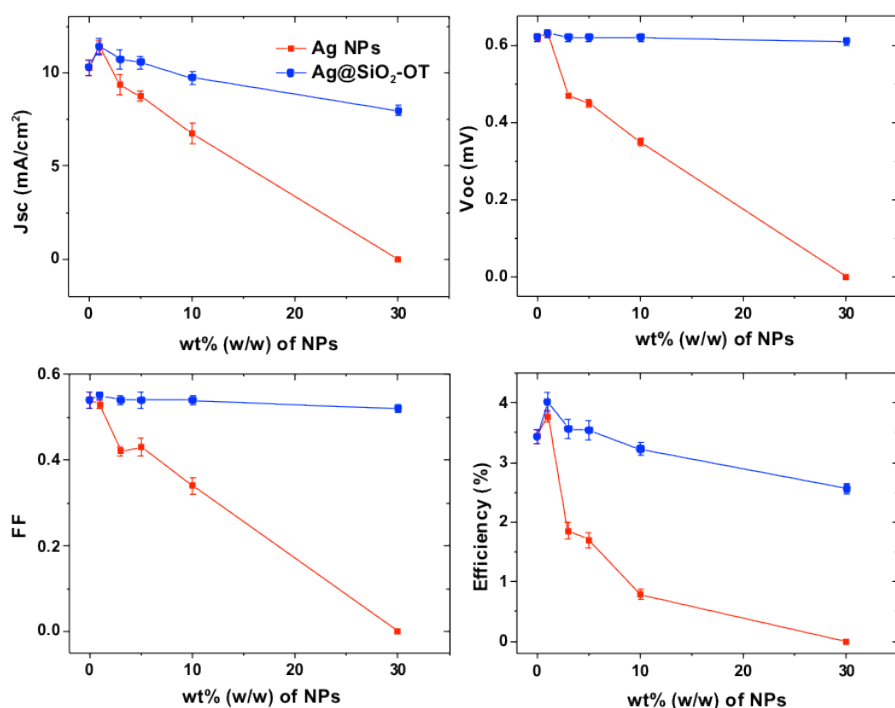 Jsc (mA/cm²)
10
5
0
Ag NPs
Ag@SiO₂-OT
0 10 20 30
wt% (w/w) of NPs
Voc (mV)
0.6
0.4
0.2
0.0
0 10 20 30
wt% (w/w) of NPs
FF
0.6
0.4
0.2
0.0
0 10 20 30
wt% (w/w) of NPs
Efficiency (%)
4
3
2
1
0
0 10 20 30
wt% (w/w) of NPs